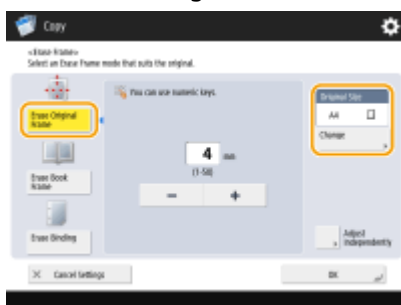 Copy
<Erase Frame>
Select an Erase Frame mode that suits the original.
Erase Original
Frame
You can use numeric keys.
Original Size
A4
Change
4 mm
(1-50)
Erase Book
Frame
- +
Erase Binding
Adjust
Independently
Cancel Settings
OK